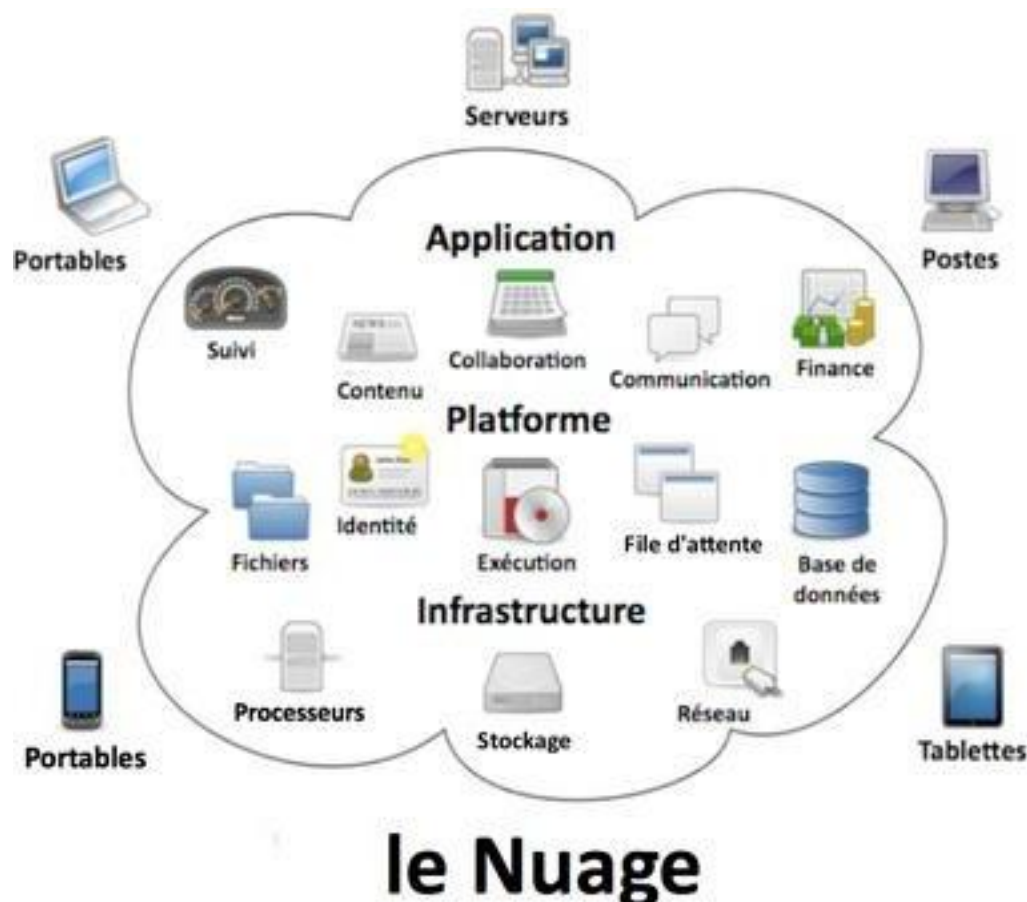 Serveurs
Portables
Postes
Application
Suivi
Contenu
Collaboration
Communication
Finance
Platforme
Fichiers
Identité
Exécution
File d'attente
Base de
données
Infrastructure
Processeurs
Stockage
Réseau
Portables
Tablettes
le Nuage